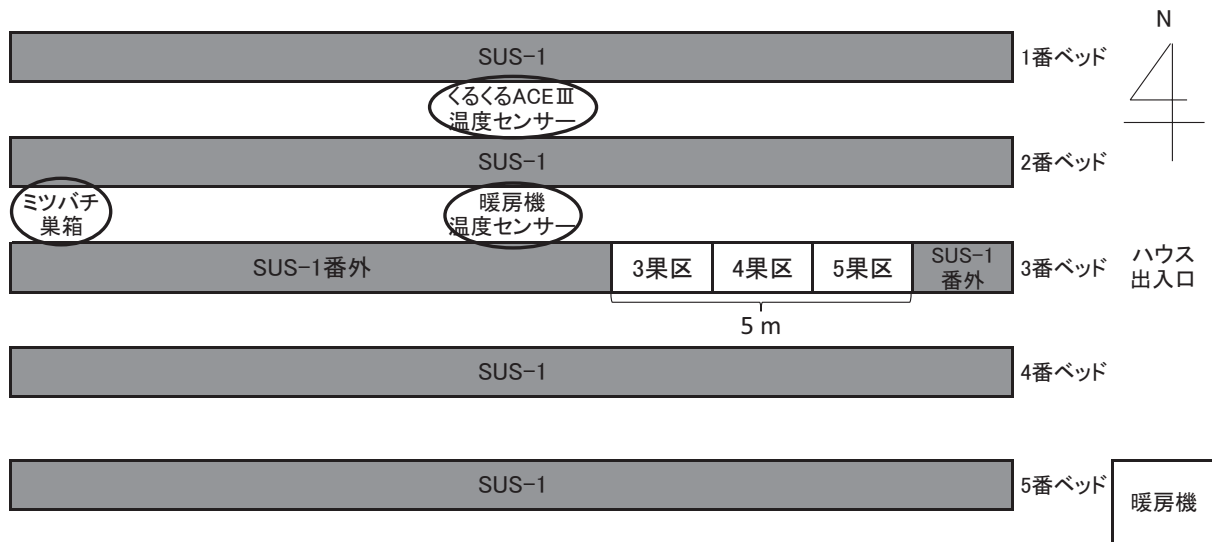 N
SUS-1
1番ベッド
くるくるACEⅢ
温度センサー
SUS-1
2番ベッド
ミツバチ
巣箱
暖房機
温度センサー
SUS-1番外
3果区
4果区
5果区
SUS-1
番外
3番ベッド
ハウス
出入口
5 m
SUS-1
4番ベッド
SUS-1
5番ベッド
暖房機